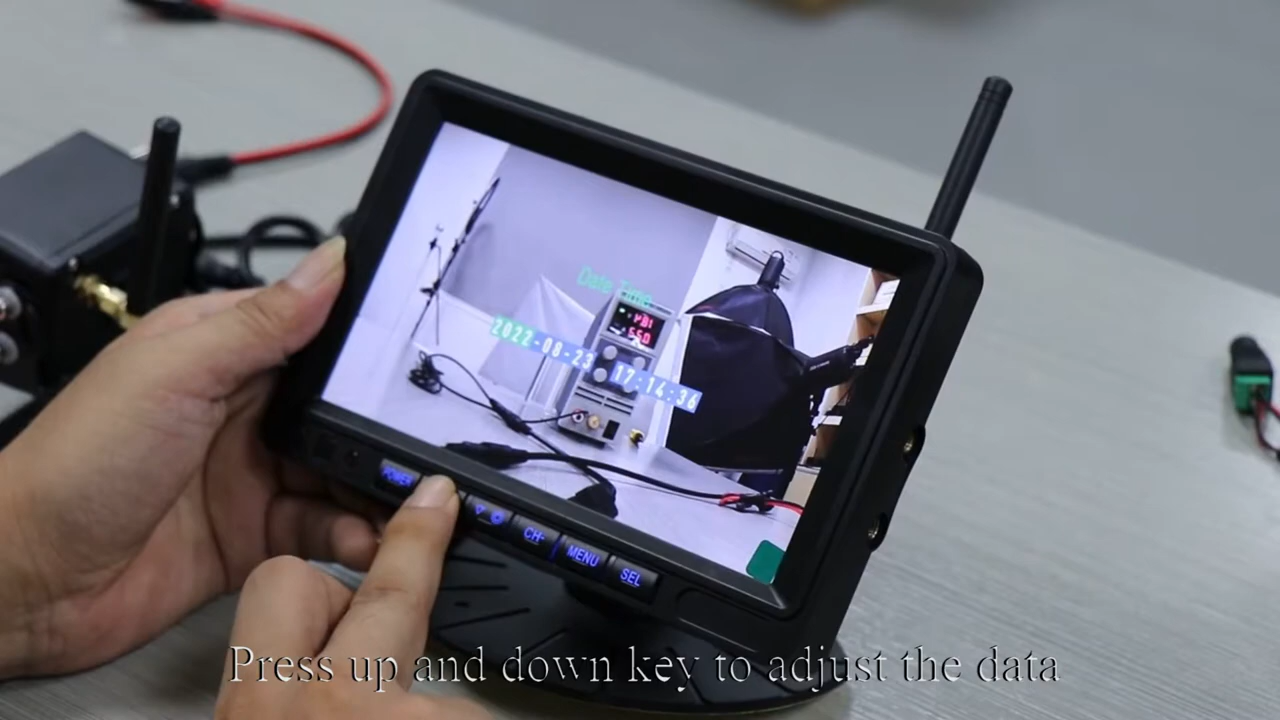 Date Time
2022-08-23 17:14:36
POWER
CH-
MENU
SEL
Press up and down key to adjust the data